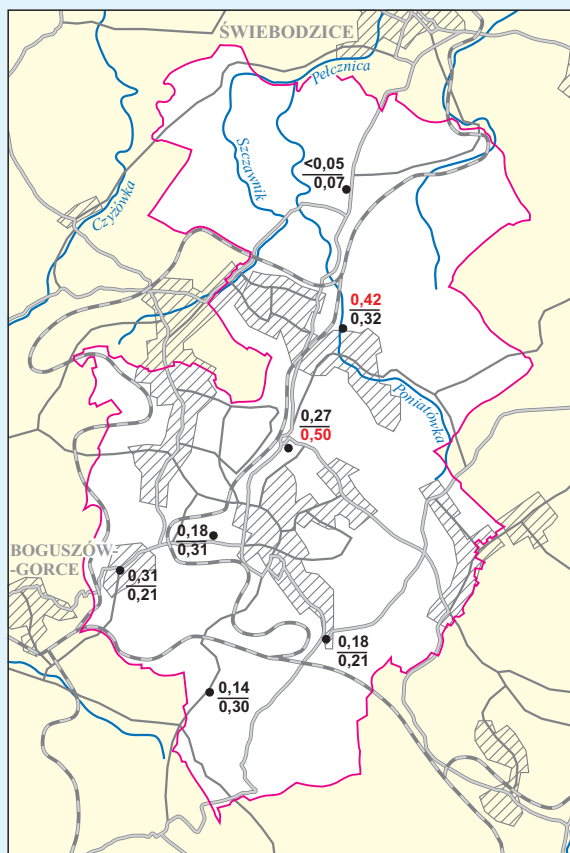 ŚWIEBODZICE
Pełcznica
Szczawnik
<0,05
0,07
Czyżówka
0,42
0,32
Poniatówka
0,27
0,50
0,18
0,31
BOGUSZÓW-
-GORCE
0,31
0,21
0,18
0,21
0,14
0,30